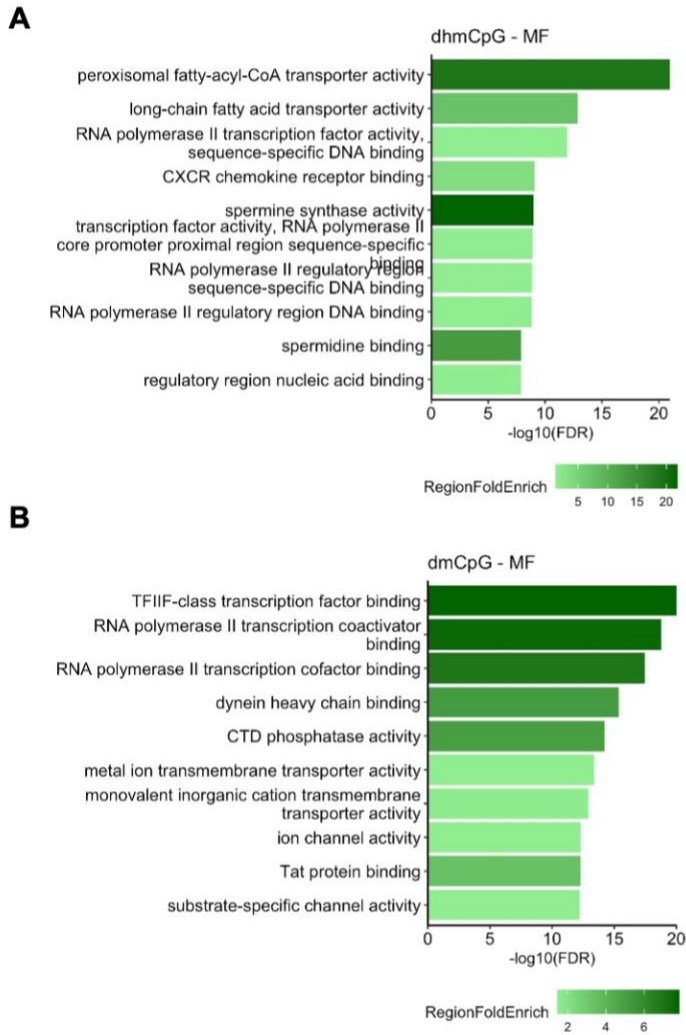 A
dhmCpG - MF
peroxisomal fatty-acyl-CoA transporter activity
long-chain fatty acid transporter activity
RNA polymerase II transcription factor activity,
sequence-specific DNA binding
CXCR chemokine receptor binding
spermine synthase activity
transcription factor activity, RNA polymerase II
core promoter proximal region sequence-specific
binding
RNA polymerase II regulatory region
sequence-specific DNA binding
RNA polymerase II regulatory region DNA binding
spermidine binding
regulatory region nucleic acid binding
0 5 10 15 20
-log10(FDR)
RegionFoldEnrich
5 10 15 20
B
dmCpG - MF
TFIIF-class transcription factor binding
RNA polymerase II transcription coactivator
binding
RNA polymerase II transcription cofactor binding
dynein heavy chain binding
CTD phosphatase activity
metal ion transmembrane transporter activity
monovalent inorganic cation transmembrane
transporter activity
ion channel activity
Tat protein binding
substrate-specific channel activity
0 5 10 15 20
-log10(FDR)
RegionFoldEnrich
2 4 6